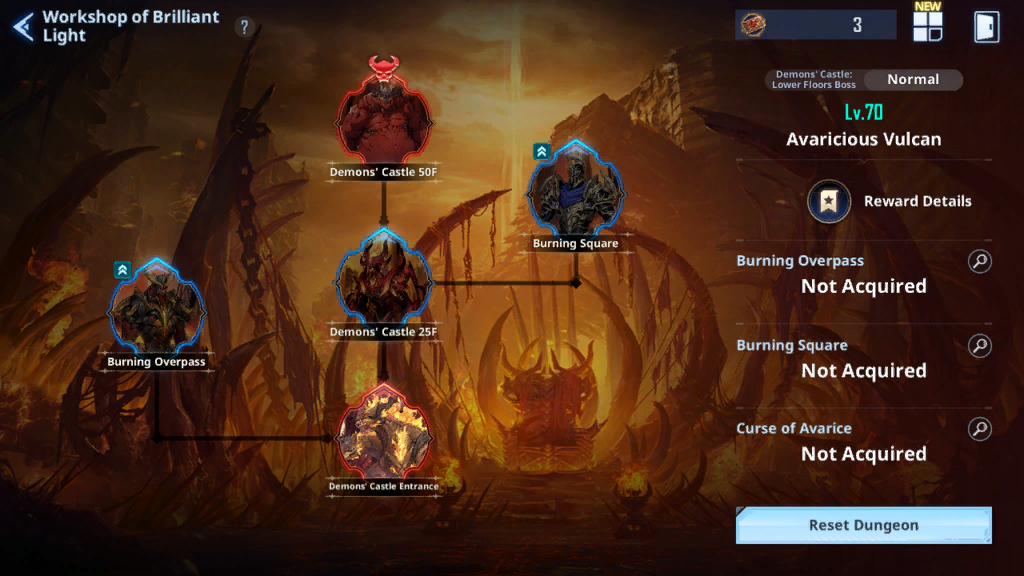 Workshop of Brilliant
Light
?
3
NEW
Demons' Castle:
Lower Floors Boss
Normal
Lv.70
Avaricious Vulcan
Reward Details
Demons' Castle 50F
Burning Square
Demons' Castle 25F
Burning Overpass
Demons' Castle Entrance
Burning Overpass
Not Acquired
Burning Square
Not Acquired
Curse of Avarice
Not Acquired
Reset Dungeon